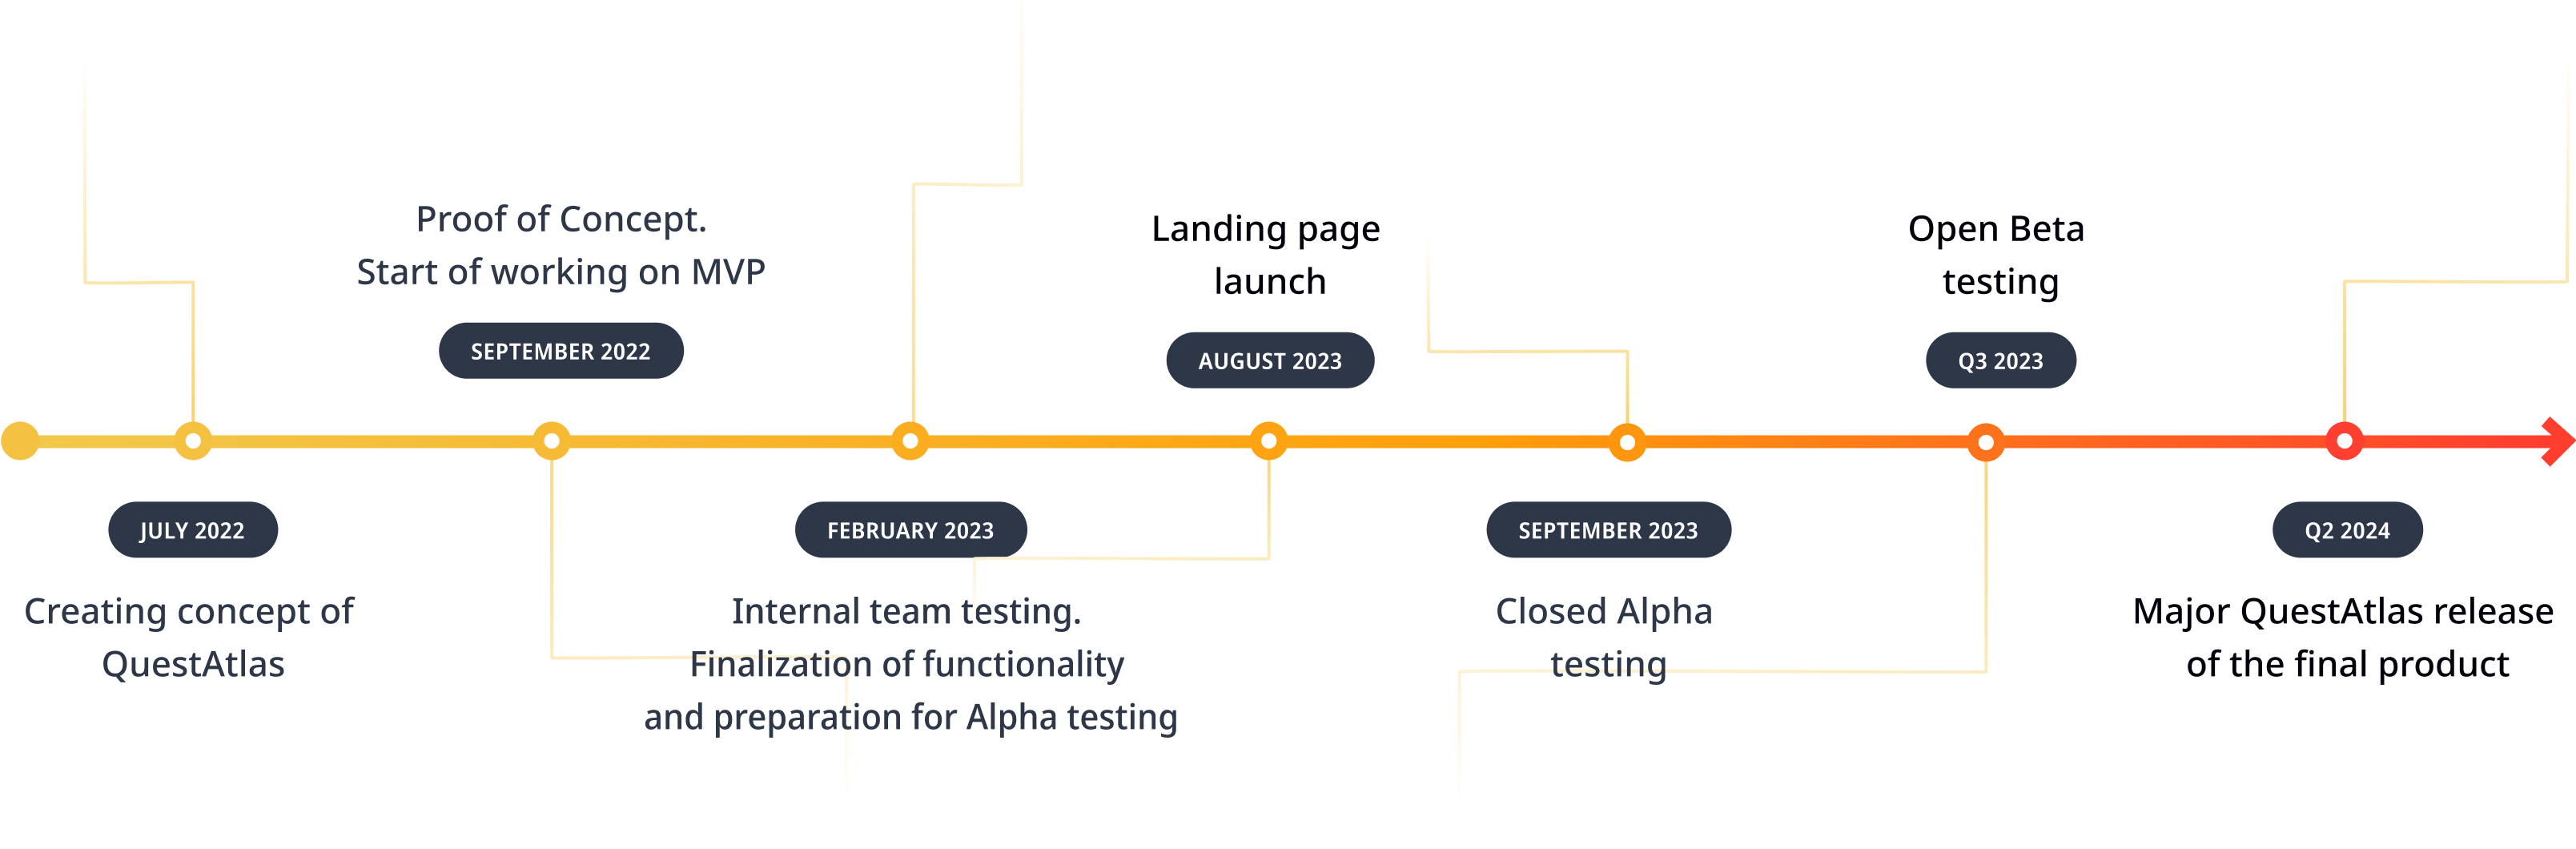 JULY 2022
Creating concept of
QuestAtlas
Proof of Concept.
Start of working on MVP
SEPTEMBER 2022
FEBRUARY 2023
Internal team testing.
Finalization of functionality
and preparation for Alpha testing
Landing page
launch
AUGUST 2023
SEPTEMBER 2023
Closed Alpha
testing
Open Beta
testing
Q3 2023
Q2 2024
Major QuestAtlas release
of the final product